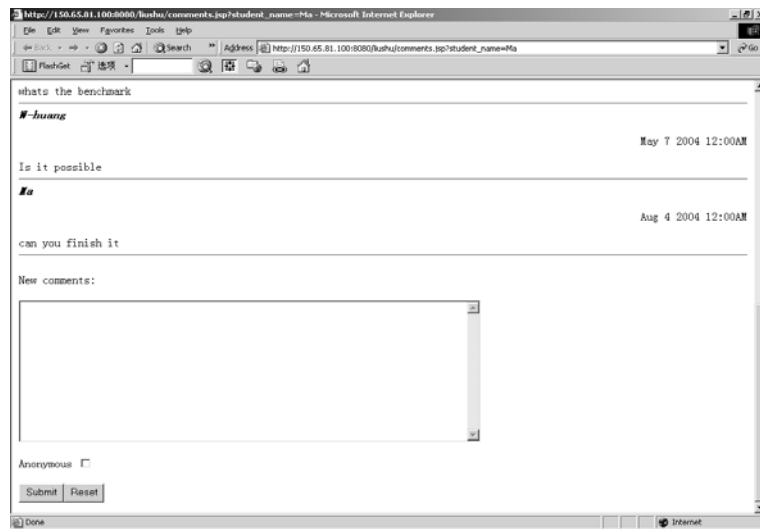 http://150.65.81.100:8080/liushu/comments.jsp?student_name=Ma - Microsoft Internet Explorer
File Edit View Favorites Tools Help
Back Search » Address http://150.65.81.100:8080/liushu/comments.jsp?student_name=Ma Go
FlashGet 选项
whats the benchmark
W-huang
May 7 2004 12:00AM
Is it possible
Ma
Aug 4 2004 12:00AM
can you finish it
New comments:
Anonymous
Submit Reset
Done Internet